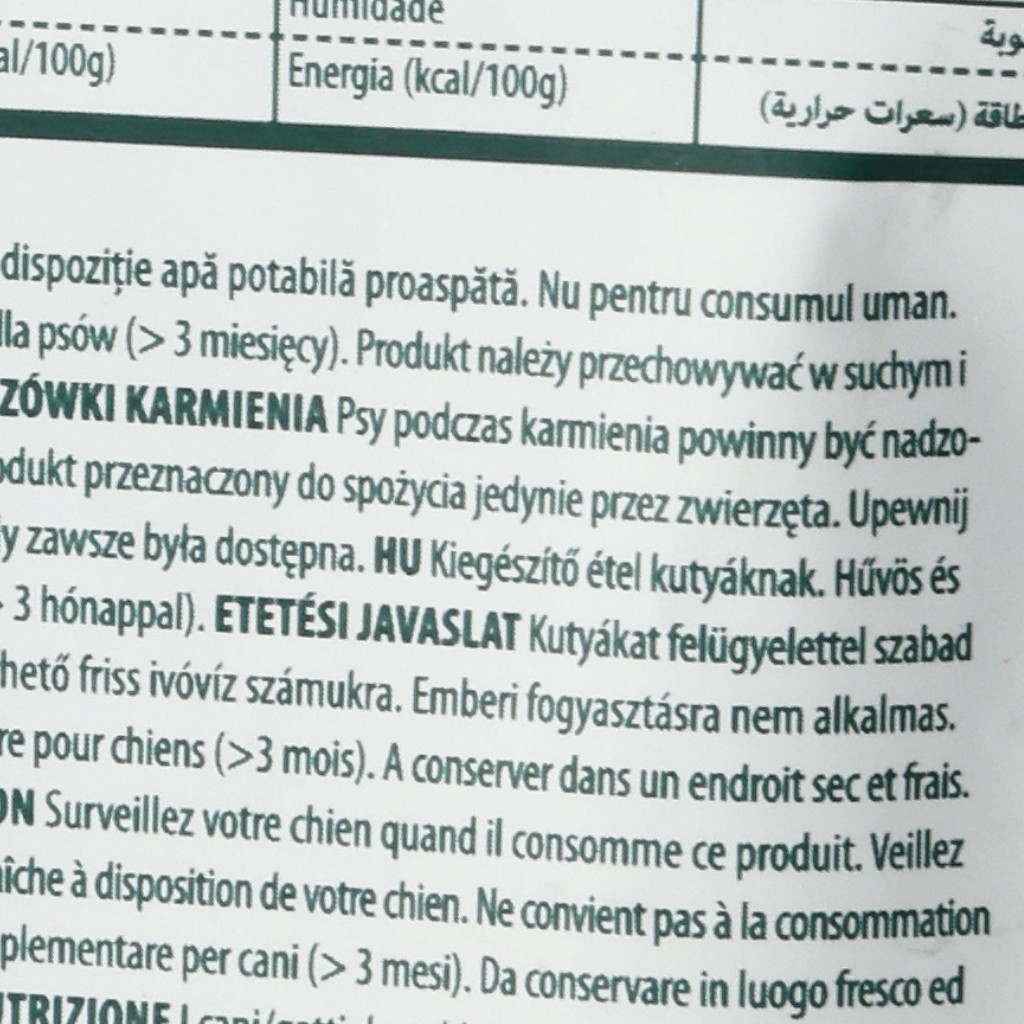 Humidade
al/100g)
Energia (kcal/100g)
(سعرات حرارية)
dispoziție apă potabilă proaspătă. Nu pentru consumul uman.
psów (> 3 miesięcy). Produkt należy przechowywać w suchym i
ZÓWKI KARMIENIA Psy podczas karmienia powinny być nadzo-
odukt przeznaczony do spożycia jedynie przez zwierzęta. Upewnij
y zawsze była dostępna. HU Kiegészítő étel kutyáknak. Hűvös és
3 hónappal). ETETÉSI JAVASLAT Kutyákat felügyelettel szabad
hető friss ivóvíz számukra. Emberi fogyasztásra nem alkalmas.
re pour chiens (>3 mois). A conserver dans un endroit sec et frais.
ON Surveillez votre chien quand il consomme ce produit. Veillez
aîche à disposition de votre chien. Ne convient pas à la consommation
plementare per cani (> 3 mesi). Da conservare in luogo fresco ed
UTRIZIONE I cani/gatti